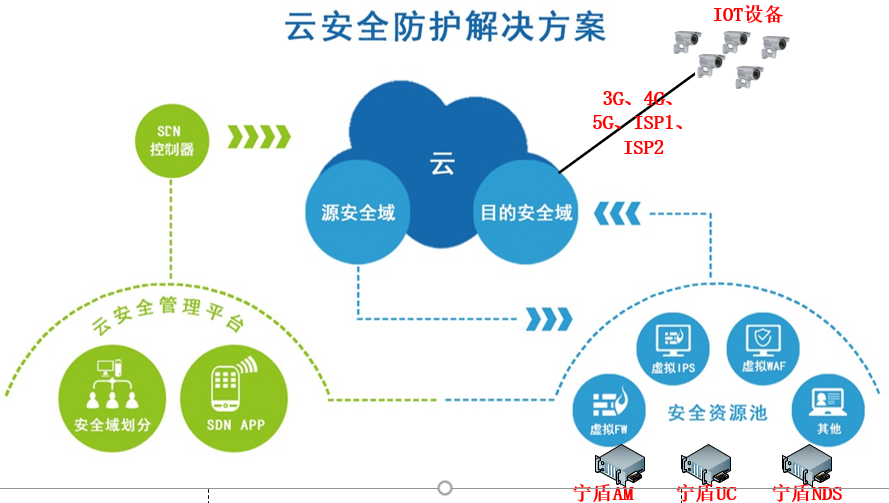 云安全防护解决方案
IOT设备
3G、4G、
5G、ISP1、
ISP2
SDN
控制器
云
源安全域
目的安全域
云安全管理平台
安全域划分
SDN APP
虚拟IPS
虚拟WAF
虚拟FW
安全资源池
其他
宁盾AM
宁盾UC
宁盾NDS